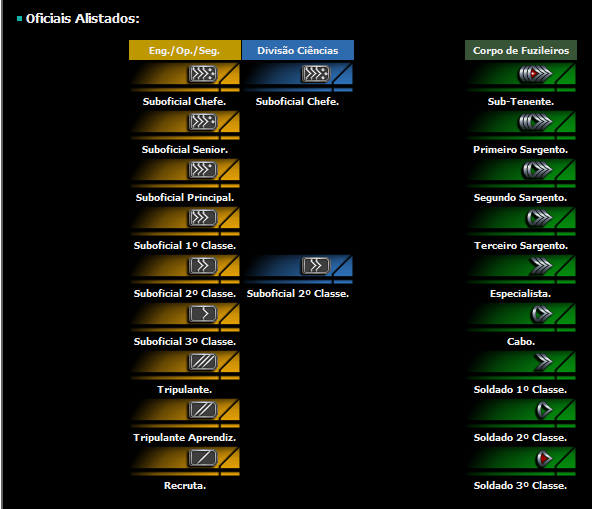 Oficiais Alistados:
Eng./Op./Seg. Divisão Ciências Corpo de Fuzileiros
Suboficial Chefe. Suboficial Chefe. Sub-Tenente.
Suboficial Senior. Primeiro Sargento.
Suboficial Principal. Segundo Sargento.
Suboficial 1º Classe. Terceiro Sargento.
Suboficial 2º Classe. Suboficial 2º Classe. Especialista.
Suboficial 3º Classe. Cabo.
Tripulante. Soldado 1º Classe.
Tripulante Aprendiz. Soldado 2º Classe.
Recruta. Soldado 3º Classe.